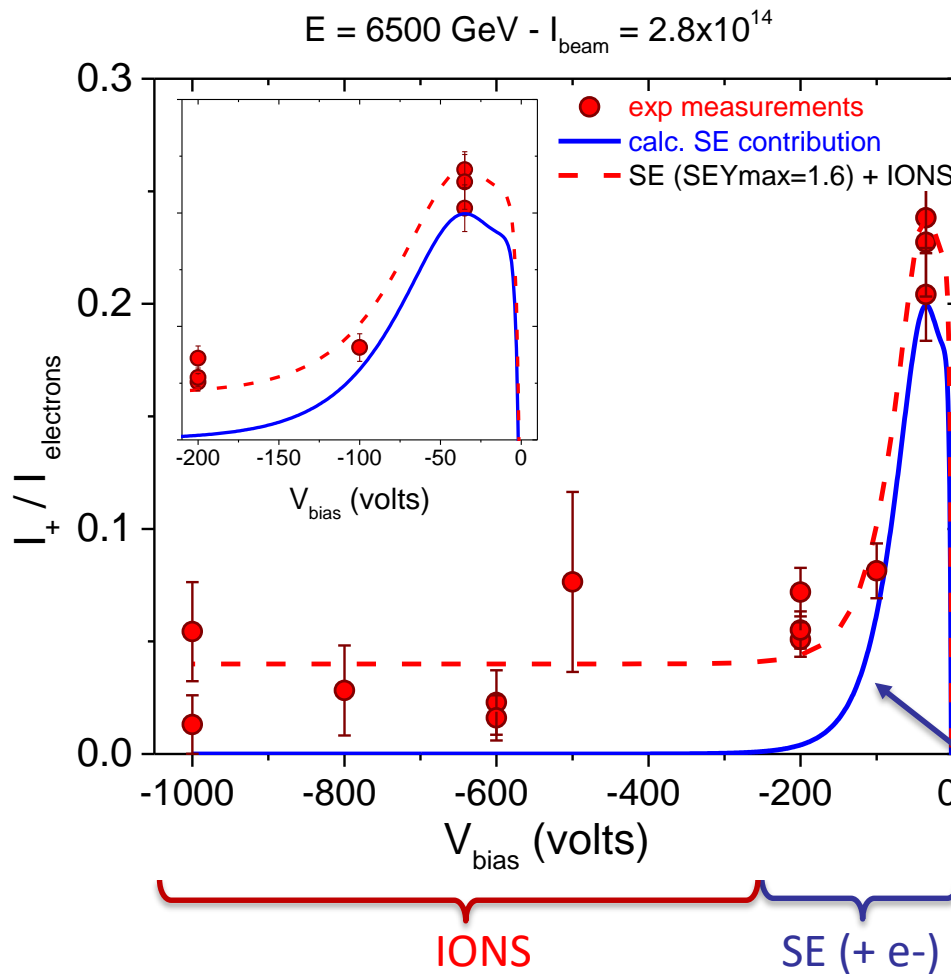 E = 6500 GeV - I_beam = 2.8x10^14
0.3
exp measurements
calc. SE contribution
SE (SEYmax=1.6) + IONS
-200 -150 -100 -50 0
V_bias (volts)
0.2
I_+ / I_electrons
0.1
0.0
-1000 -800 -600 -400 -200 0
V_bias (volts)
IONS SE (+ e-)